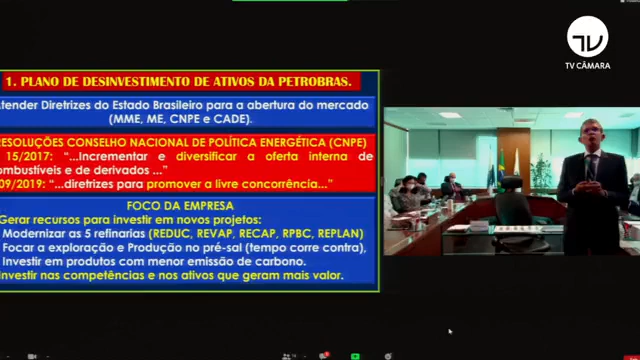 TV CÂMARA
1. PLANO DE DESINVESTIMENTO DE ATIVOS DA PETROBRAS.
Atender Diretrizes do Estado Brasileiro para a abertura do mercado
(MME, ME, CNPE e CADE).
RESOLUÇÕES CONSELHO NACIONAL DE POLÍTICA ENERGÉTICA (CNPE)
15/2017: “...Incrementar e diversificar a oferta interna de
combustíveis e de derivados ...”
09/2019: “...diretrizes para promover a livre concorrência...”
FOCO DA EMPRESA
Gerar recursos para investir em novos projetos:
Modernizar as 5 refinarias (REDUC, REVAP, RECAP, RPBC, REPLAN)
Focar a exploração e Produção no pré-sal (tempo corre contra),
Investir em produtos com menor emissão de carbono.
Investir nas competências e nos ativos que geram mais valor.